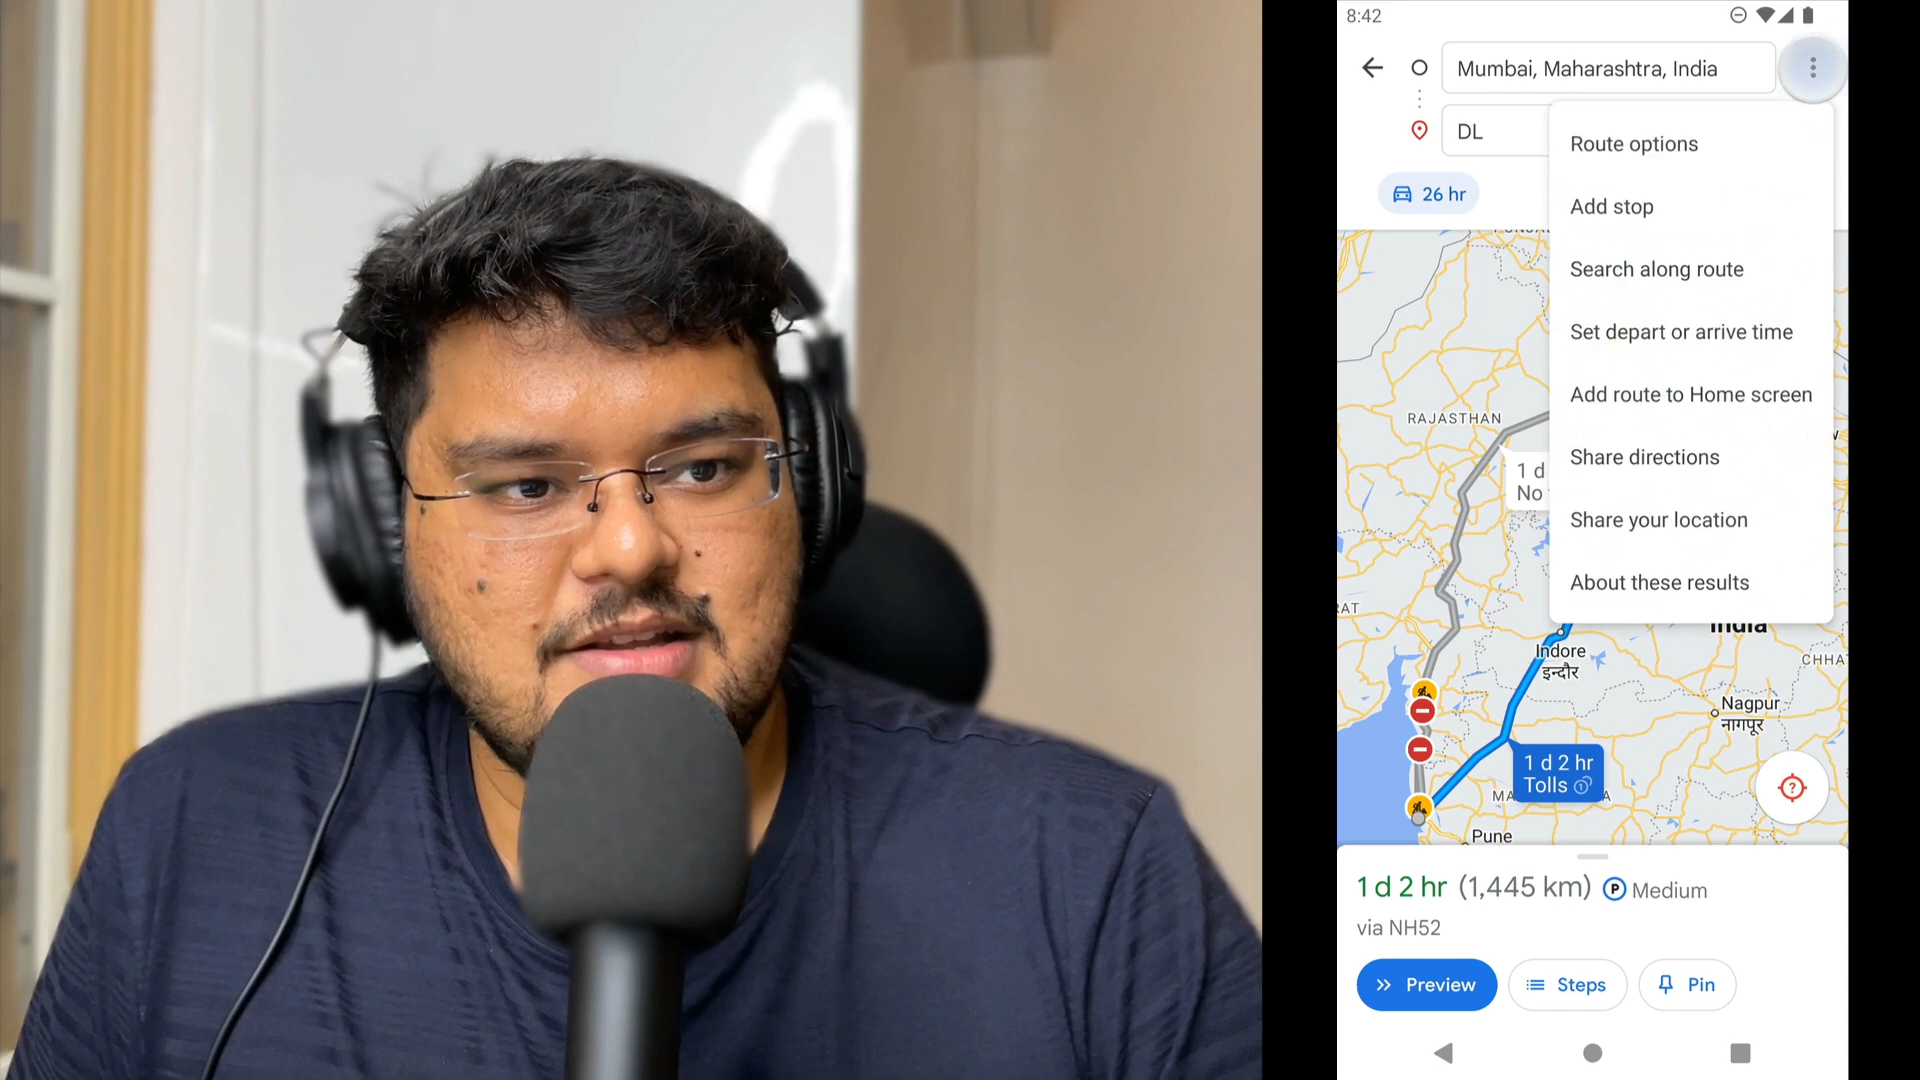 8:42
Mumbai, Maharashtra, India
DL
26 hr
Route options
Add stop
Search along route
Set depart or arrive time
Add route to Home screen
Share directions
Share your location
About these results
RAJASTHAN
1 d
No
India
Indore
इन्दौर
CHHA
Nagpur
नागपूर
1 d 2 hr
Tolls
Pune
1 d 2 hr (1,445 km) P Medium
via NH52
Preview
Steps
Pin